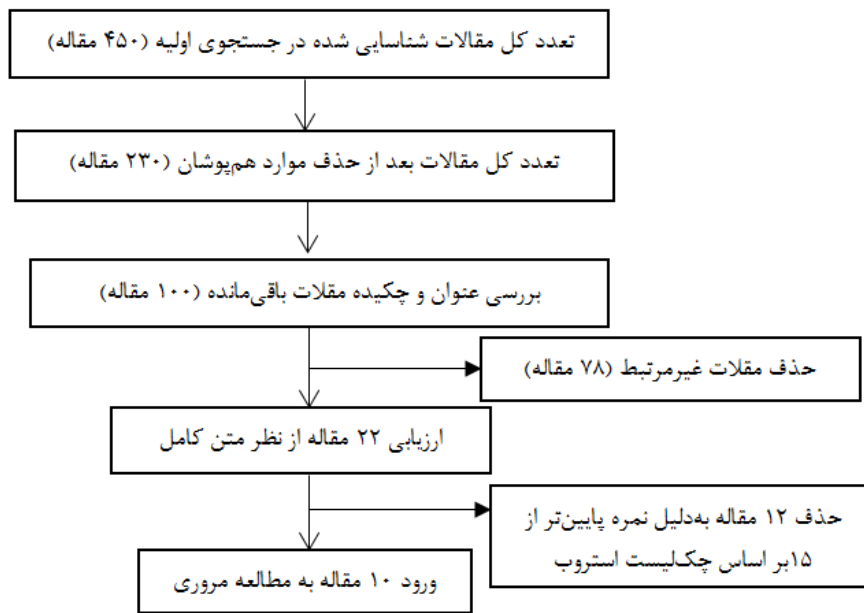 تعدد کل مقالات شناسایی شده در جستجوی اولیه (۴۵۰ مقاله)
تعدد کل مقالات بعد از حذف موارد هم‌پوشان (۲۳۰ مقاله)
بررسی عنوان و چکیده مقلات باقی‌مانده (۱۰۰ مقاله)
حذف مقلات غیرمرتبط (۷۸ مقاله)
ارزیابی ۲۲ مقاله از نظر متن کامل
حذف ۱۲ مقاله به‌دلیل نمره پایین‌تر از
۱۵بر اساس چک‌لیست استروب
ورود ۱۰ مقاله به مطالعه مروری